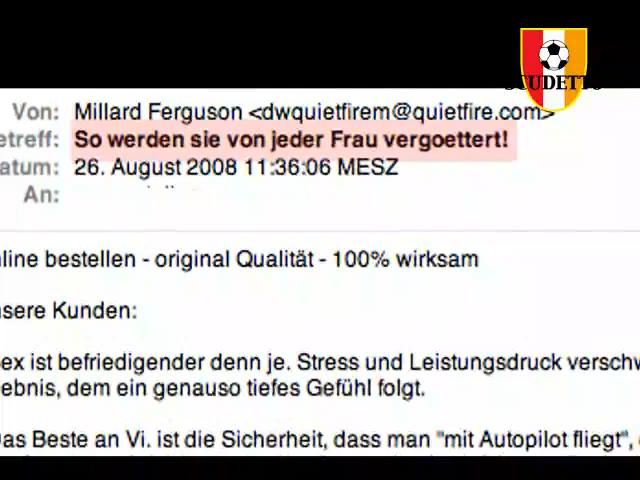 SCUDETTO
Von: Millard Ferguson <dwquietfirem@quietfire.com>
etreff: So werden sie von jeder Frau vergoettert!
atum: 26. August 2008 11:36:06 MESZ
An:
line bestellen - original Qualität - 100% wirksam
sere Kunden:
ex ist befriedigender denn je. Stress und Leistungsdruck verschw
ebnis, dem ein genauso tiefes Gefühl folgt.
as Beste an Vi. ist die Sicherheit, dass man "mit Autopilot fliegt",